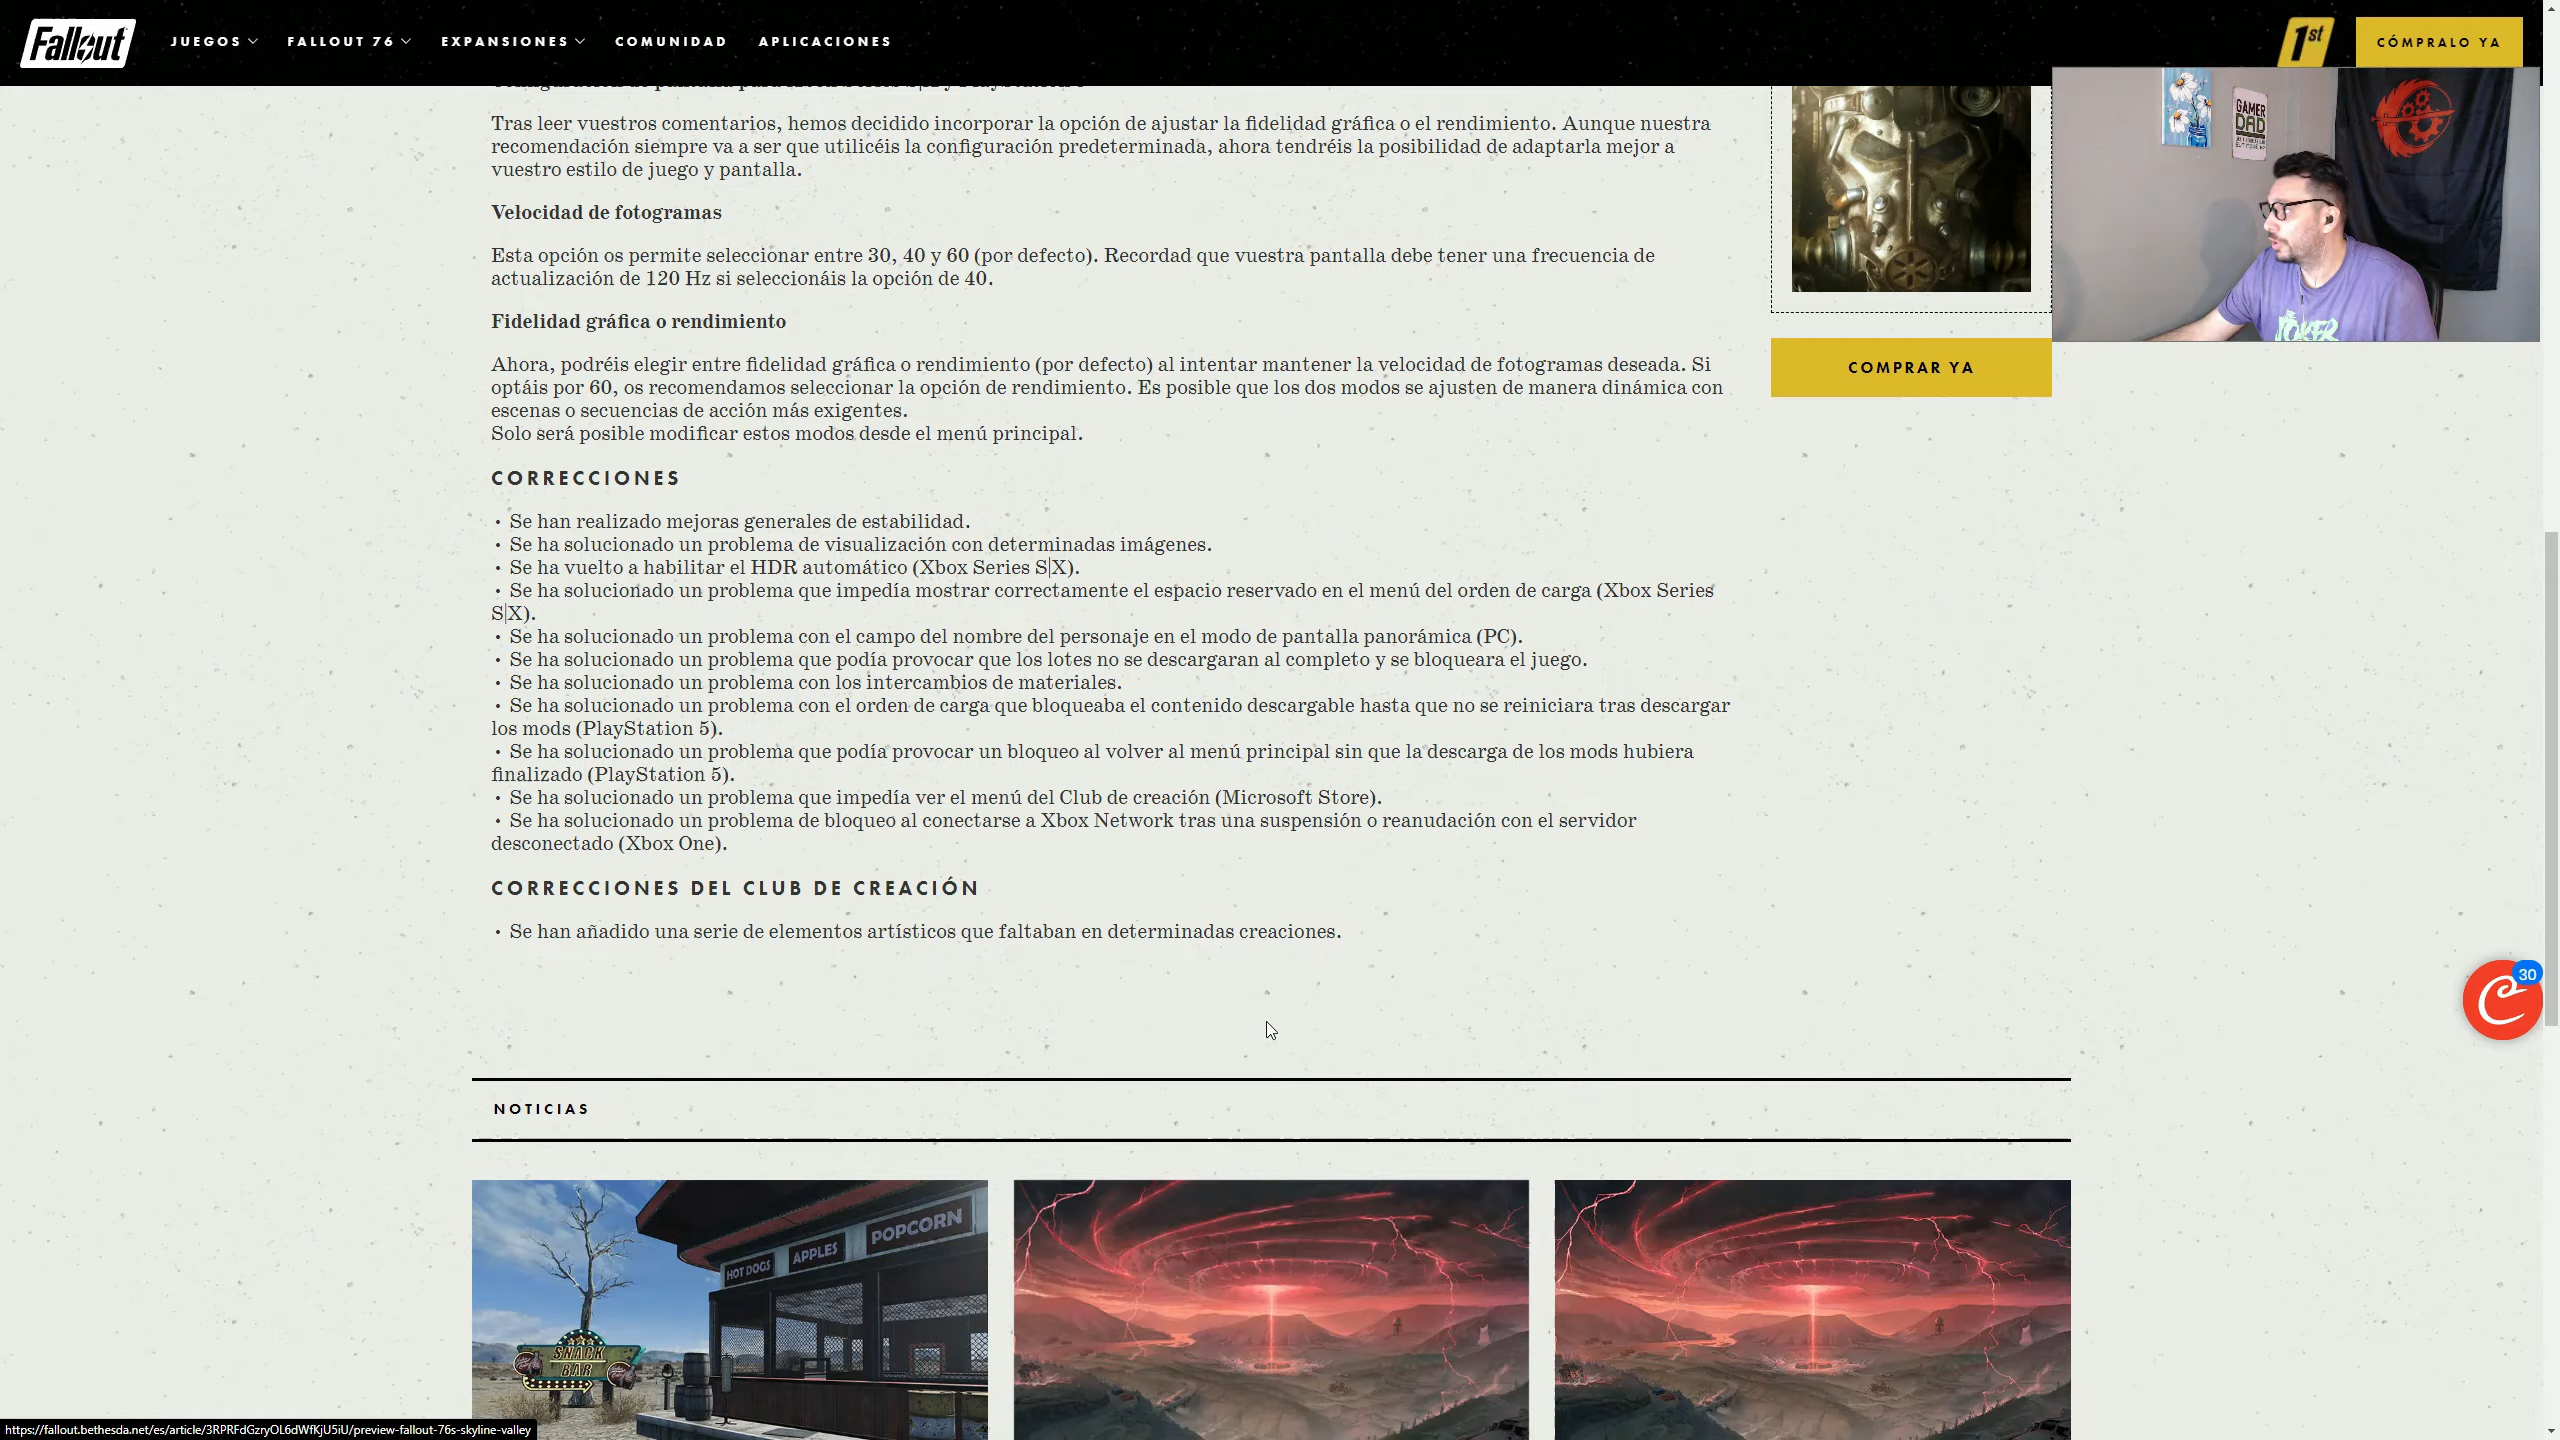 Fallout
JUEGOS
FALLOUT 76
EXPANSIONES
COMUNIDAD
APLICACIONES
1st
CÓMPRALO YA
GAMER
DAD
Tras leer vuestros comentarios, hemos decidido incorporar la opción de ajustar la fidelidad gráfica o el rendimiento. Aunque nuestra
recomendación siempre va a ser que utilicéis la configuración predeterminada, ahora tendréis la posibilidad de adaptarla mejor a
vuestro estilo de juego y pantalla.
Velocidad de fotogramas
Esta opción os permite seleccionar entre 30, 40 y 60 (por defecto). Recordad que vuestra pantalla debe tener una frecuencia de
actualización de 120 Hz si seleccionáis la opción de 40.
Fidelidad gráfica o rendimiento
Ahora, podréis elegir entre fidelidad gráfica o rendimiento (por defecto) al intentar mantener la velocidad de fotogramas deseada. Si
optáis por 60, os recomendamos seleccionar la opción de rendimiento. Es posible que los dos modos se ajusten de manera dinámica con
escenas o secuencias de acción más exigentes.
Solo será posible modificar estos modos desde el menú principal.
COMPRAR YA
CORRECCIONES
• Se han realizado mejoras generales de estabilidad.
• Se ha solucionado un problema de visualización con determinadas imágenes.
• Se ha vuelto a habilitar el HDR automático (Xbox Series S|X).
• Se ha solucionado un problema que impedía mostrar correctamente el espacio reservado en el menú del orden de carga (Xbox Series
S|X).
• Se ha solucionado un problema con el campo del nombre del personaje en el modo de pantalla panorámica (PC).
• Se ha solucionado un problema que podía provocar que los lotes no se descargaran al completo y se bloqueara el juego.
• Se ha solucionado un problema con los intercambios de materiales.
• Se ha solucionado un problema con el orden de carga que bloqueaba el contenido descargable hasta que no se reiniciara tras descargar
los mods (PlayStation 5).
• Se ha solucionado un problema que podía provocar un bloqueo al volver al menú principal sin que la descarga de los mods hubiera
finalizado (PlayStation 5).
• Se ha solucionado un problema que impedía ver el menú del Club de creación (Microsoft Store).
• Se ha solucionado un problema de bloqueo al conectarse a Xbox Network tras una suspensión o reanudación con el servidor
desconectado (Xbox One).
CORRECCIONES DEL CLUB DE CREACIÓN
• Se han añadido una serie de elementos artísticos que faltaban en determinadas creaciones.
30
NOTICIAS
HOT DOGS
APPLES
POPCORN
SNACK
BAR
https://fallout.bethesda.net/es/article/3RPRFdGzryOL6dWfKjU5iU/preview-fallout-76s-skyline-valley